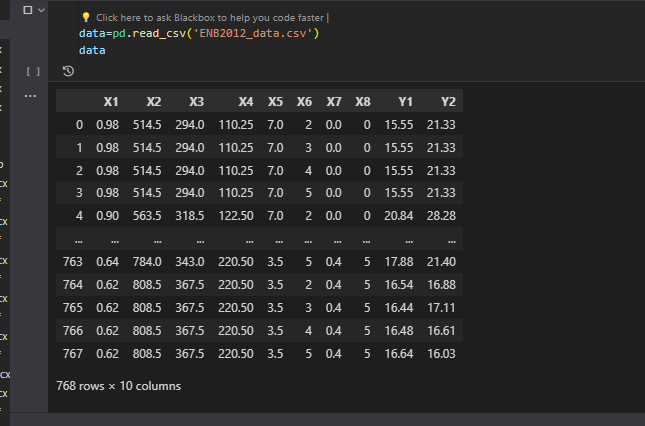 💡 Click here to ask Blackbox to help you code faster |
data=pd.read_csv('ENB2012_data.csv')
data
[ ]
...
X1 X2 X3 X4 X5 X6 X7 X8 Y1 Y2
0 0.98 514.5 294.0 110.25 7.0 2 0.0 0 15.55 21.33
1 0.98 514.5 294.0 110.25 7.0 3 0.0 0 15.55 21.33
2 0.98 514.5 294.0 110.25 7.0 4 0.0 0 15.55 21.33
3 0.98 514.5 294.0 110.25 7.0 5 0.0 0 15.55 21.33
4 0.90 563.5 318.5 122.50 7.0 2 0.0 0 20.84 28.28
... ... ... ... ... ... ... ... ... ... ...
763 0.64 784.0 343.0 220.50 3.5 5 0.4 5 17.88 21.40
764 0.62 808.5 367.5 220.50 3.5 2 0.4 5 16.54 16.88
765 0.62 808.5 367.5 220.50 3.5 3 0.4 5 16.44 17.11
766 0.62 808.5 367.5 220.50 3.5 4 0.4 5 16.48 16.61
767 0.62 808.5 367.5 220.50 3.5 5 0.4 5 16.64 16.03
768 rows × 10 columns